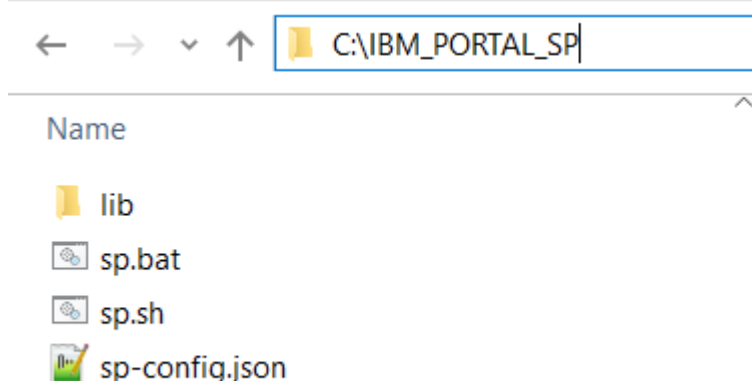 C:\IBM_PORTAL_SP
Name
lib
sp.bat
sp.sh
sp-config.json